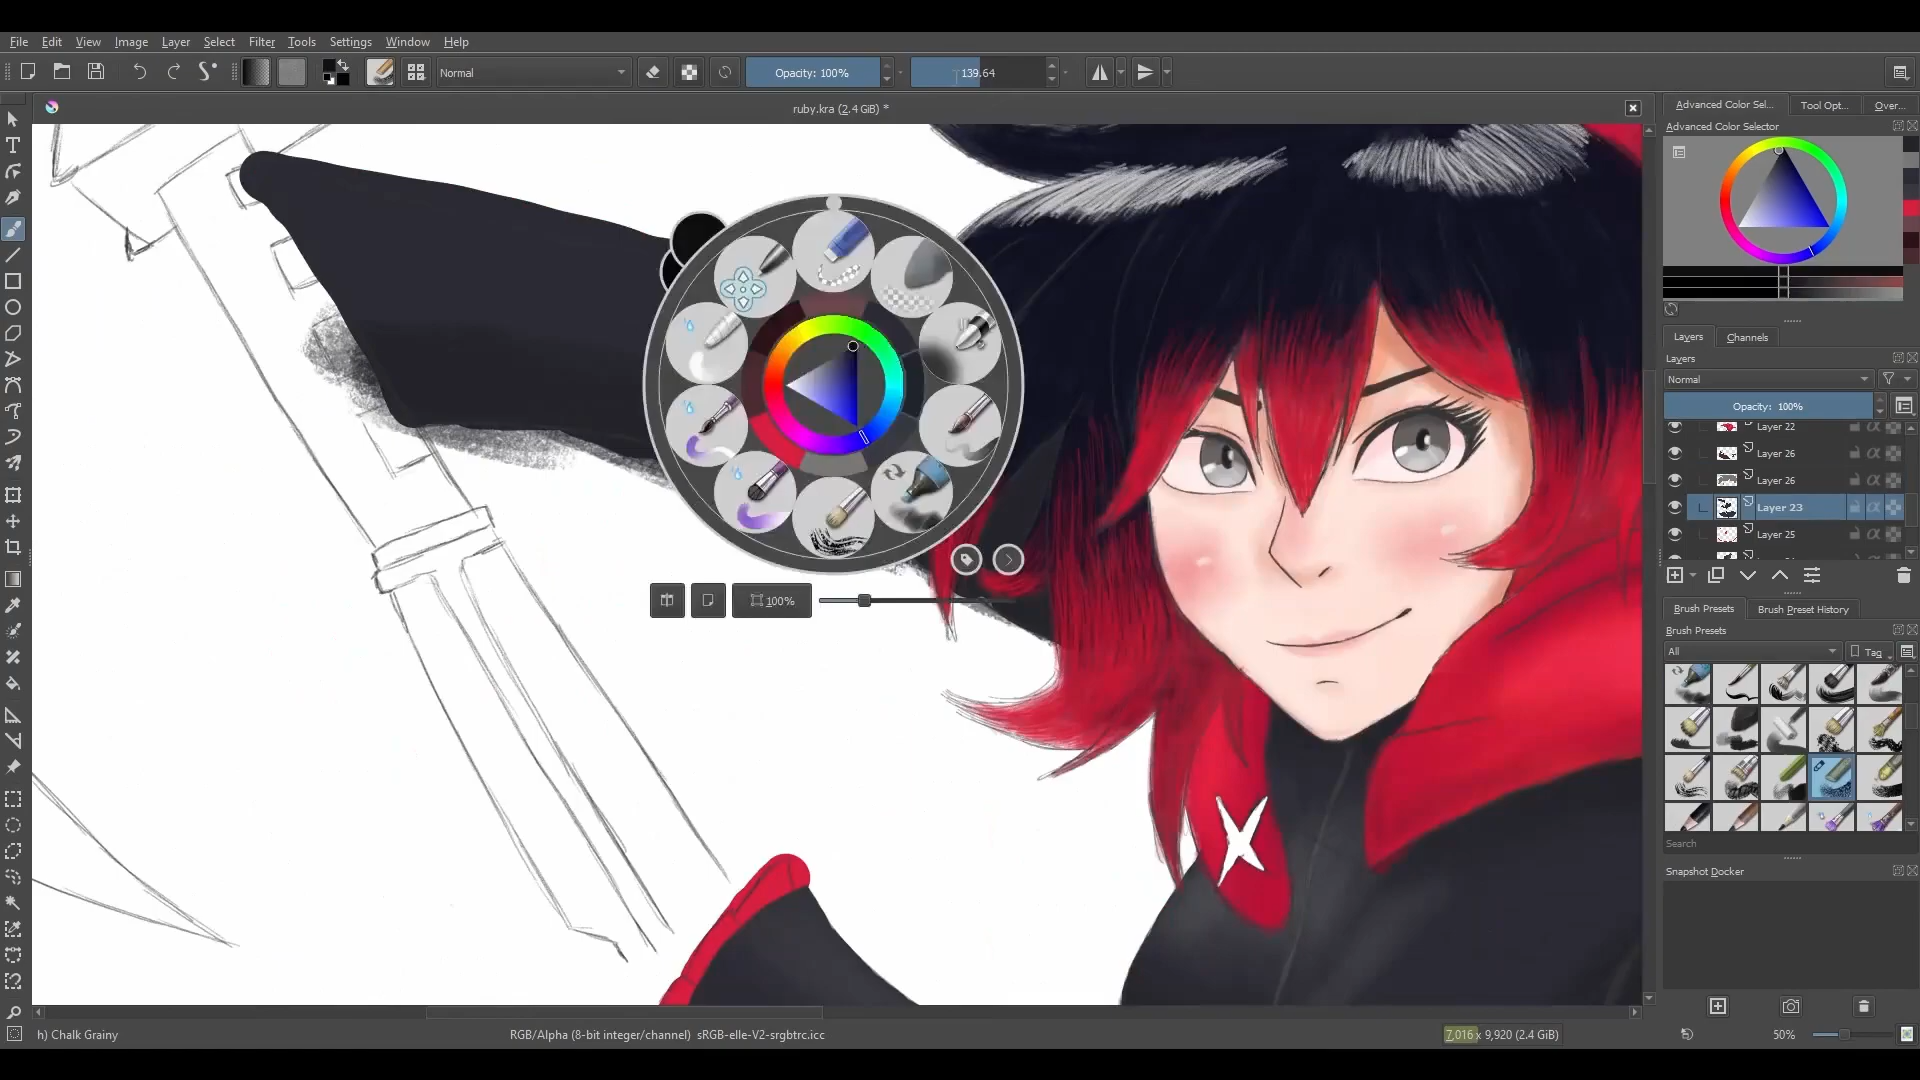 File Edit View Image Layer Select Filter Tools Settings Window Help
Normal
Opacity: 100%
139.64
ruby.kra (2.4 GiB) *
Advanced Color Sel...
Tool Opt...
Over...
Advanced Color Selector
Layers
Channels
Layers
Normal
Opacity: 100%
Layer 22
Layer 26
Layer 26
Layer 23
Layer 25
100%
Brush Presets
Brush Preset History
Brush Presets
All
Tag
Search
Snapshot Docker
h) Chalk Grainy
RGB/Alpha (8-bit integer/channel) sRGB-elle-V2-srgbtrc.icc
7,016 x 9,920 (2.4 GiB)
50%